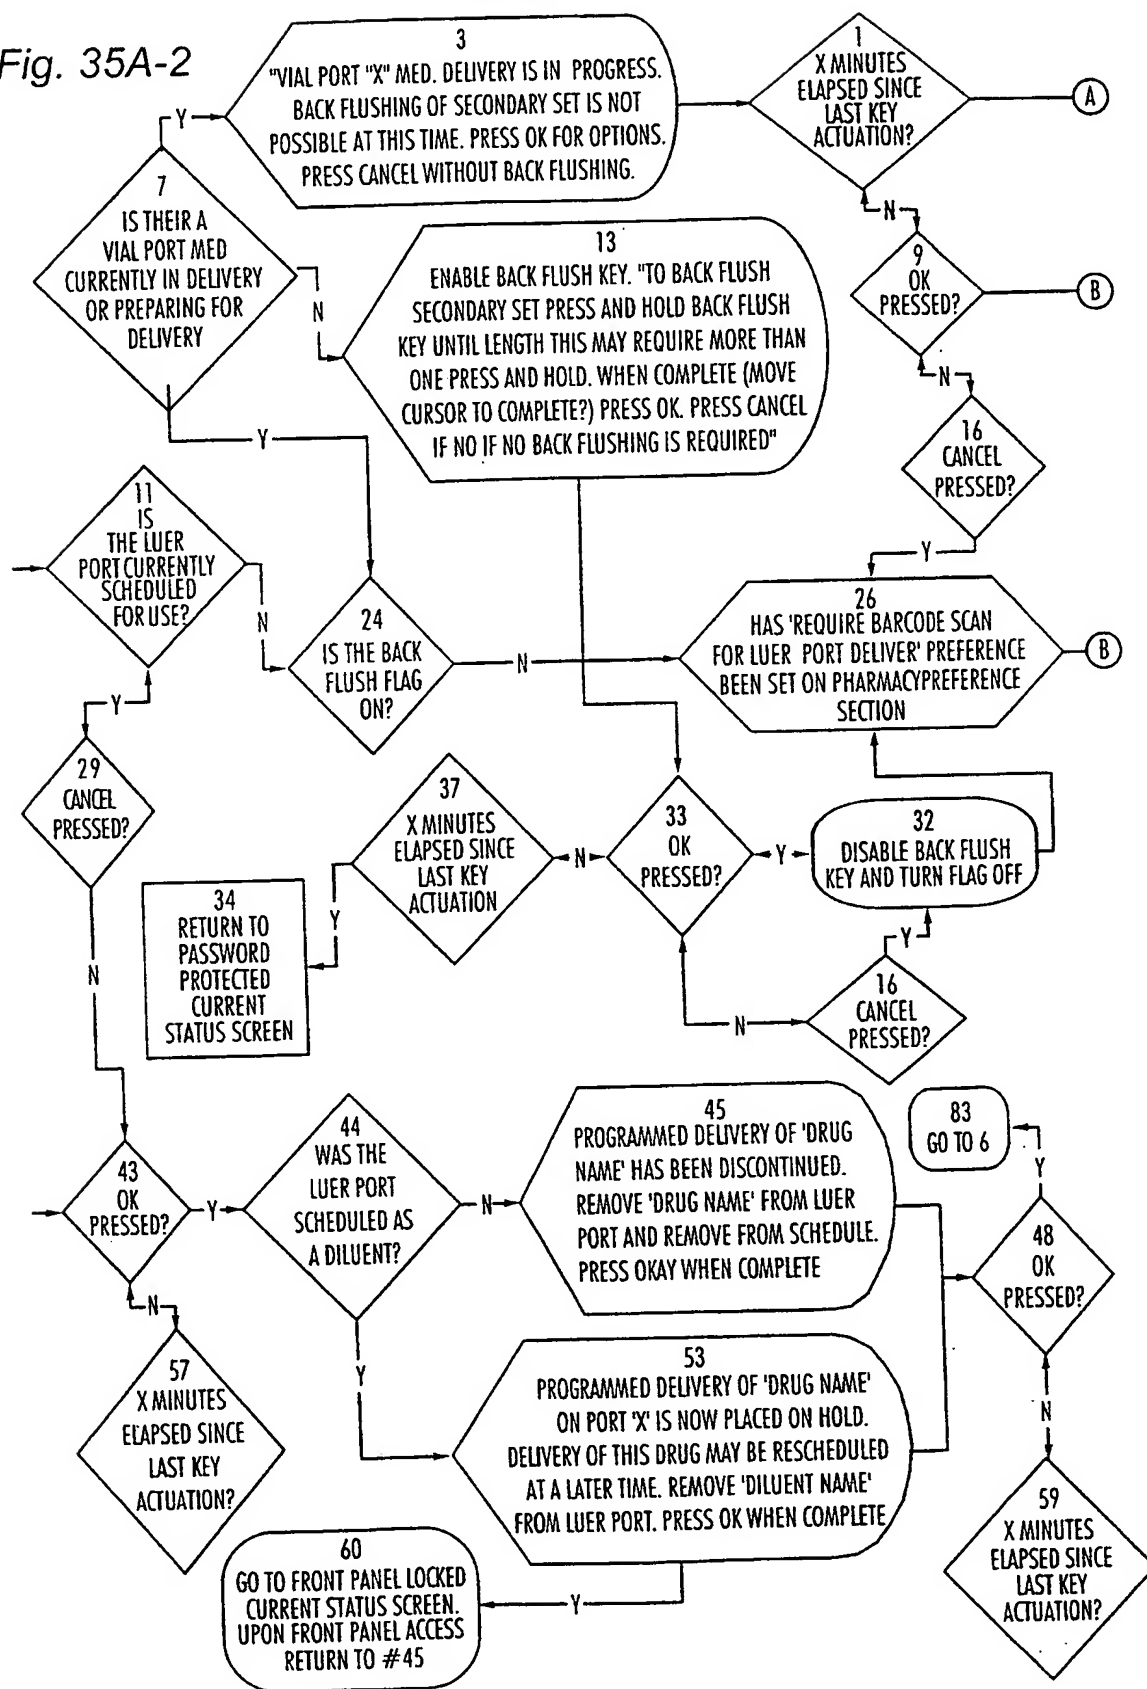 Fig. 35A-2
3
"VIAL PORT "X" MED. DELIVERY IS IN PROGRESS.
BACK FLUSHING OF SECONDARY SET IS NOT
POSSIBLE AT THIS TIME. PRESS OK FOR OPTIONS.
PRESS CANCEL WITHOUT BACK FLUSHING.
1
X MINUTES
ELAPSED SINCE
LAST KEY
ACTUATION?
A
Y
N
7
IS THEIR A
VIAL PORT MED
CURRENTLY IN DELIVERY
OR PREPARING FOR
DELIVERY
N
Y
13
ENABLE BACK FLUSH KEY. "TO BACK FLUSH
SECONDARY SET PRESS AND HOLD BACK FLUSH
KEY UNTIL LENGTH THIS MAY REQUIRE MORE THAN
ONE PRESS AND HOLD. WHEN COMPLETE (MOVE
CURSOR TO COMPLETE?) PRESS OK. PRESS CANCEL
IF NO IF NO BACK FLUSHING IS REQUIRED"
9
OK
PRESSED?
B
N
16
CANCEL
PRESSED?
Y
11
IS
THE LUER
PORT CURRENTLY
SCHEDULED
FOR USE?
N
Y
24
IS THE BACK
FLUSH FLAG
ON?
N
26
HAS 'REQUIRE BARCODE SCAN
FOR LUER PORT DELIVER' PREFERENCE
BEEN SET ON PHARMACYPREFERENCE
SECTION
B
29
CANCEL
PRESSED?
N
37
X MINUTES
ELAPSED SINCE
LAST KEY
ACTUATION
N
Y
33
OK
PRESSED?
Y
N
32
DISABLE BACK FLUSH
KEY AND TURN FLAG OFF
Y
16
CANCEL
PRESSED?
34
RETURN TO
PASSWORD
PROTECTED
CURRENT
STATUS SCREEN
43
OK
PRESSED?
Y
N
44
WAS THE
LUER PORT
SCHEDULED AS
A DILUENT?
N
Y
45
PROGRAMMED DELIVERY OF 'DRUG
NAME' HAS BEEN DISCONTINUED.
REMOVE 'DRUG NAME' FROM LUER
PORT AND REMOVE FROM SCHEDULE.
PRESS OKAY WHEN COMPLETE
83
GO TO 6
Y
48
OK
PRESSED?
N
57
X MINUTES
ELAPSED SINCE
LAST KEY
ACTUATION?
53
PROGRAMMED DELIVERY OF 'DRUG NAME'
ON PORT 'X' IS NOW PLACED ON HOLD.
DELIVERY OF THIS DRUG MAY BE RESCHEDULED
AT A LATER TIME. REMOVE 'DILUENT NAME'
FROM LUER PORT. PRESS OK WHEN COMPLETE
Y
59
X MINUTES
ELAPSED SINCE
LAST KEY
ACTUATION?
60
GO TO FRONT PANEL LOCKED
CURRENT STATUS SCREEN.
UPON FRONT PANEL ACCESS
RETURN TO #45